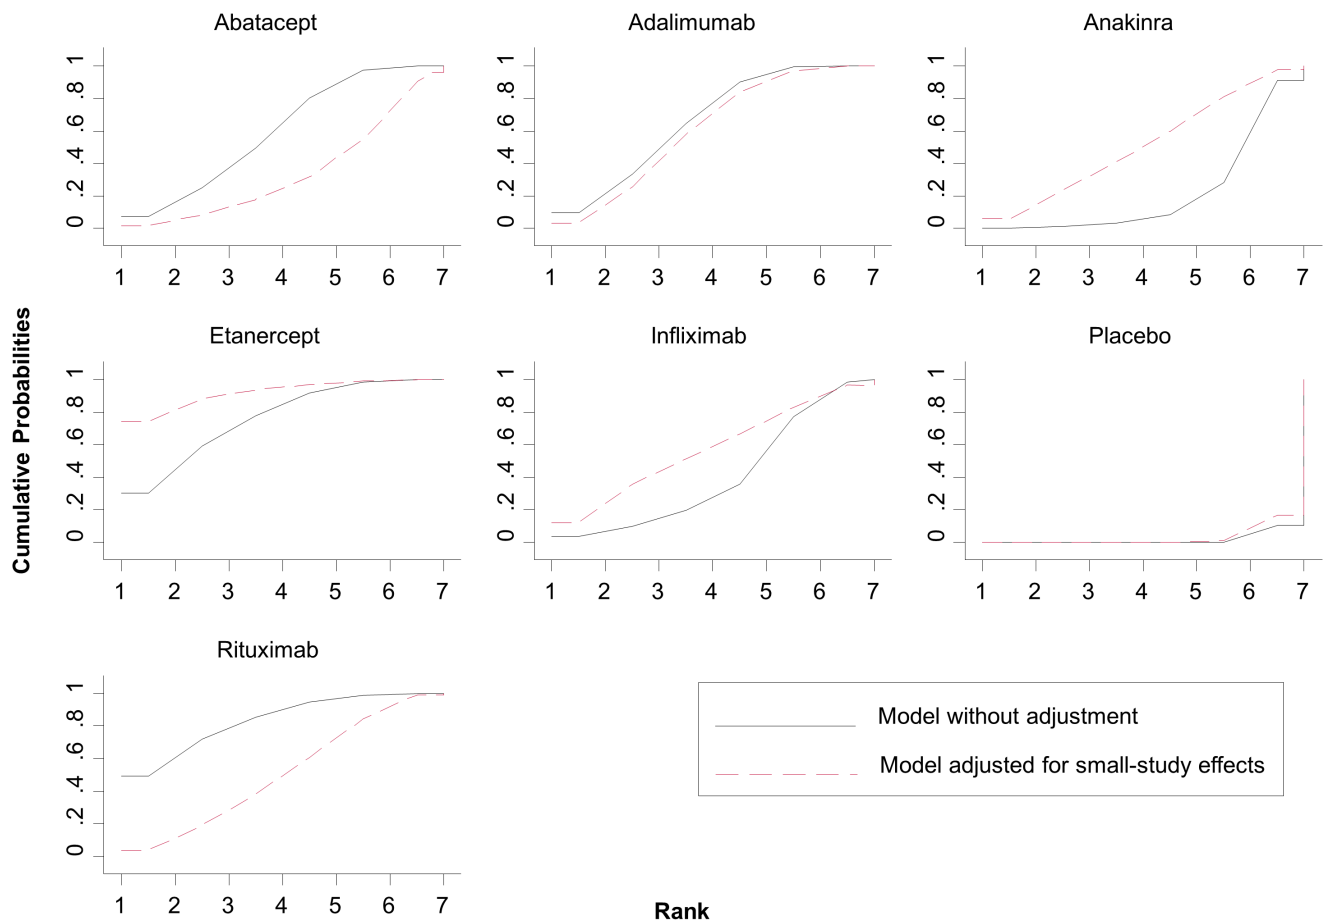 Abatacept
Adalimumab
Anakinra
0 .2 .4 .6 .8 1
0 .2 .4 .6 .8 1
0 .2 .4 .6 .8 1
1 2 3 4 5 6 7
1 2 3 4 5 6 7
1 2 3 4 5 6 7
Cumulative Probabilities
Etanercept
Infliximab
Placebo
0 .2 .4 .6 .8 1
0 .2 .4 .6 .8 1
0 .2 .4 .6 .8 1
1 2 3 4 5 6 7
1 2 3 4 5 6 7
1 2 3 4 5 6 7
Rituximab
0 .2 .4 .6 .8 1
1 2 3 4 5 6 7
Model without adjustment
Model adjusted for small-study effects
Rank